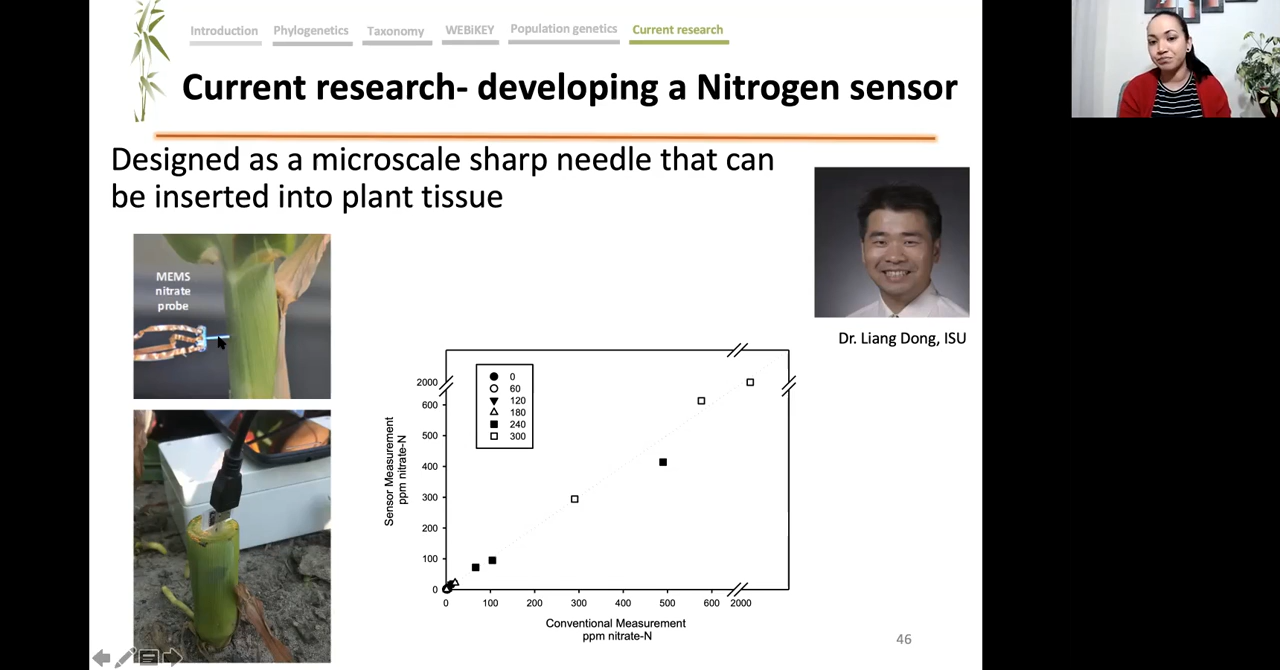 Introduction
Phylogenetics
Taxonomy
WEBiKEY
Population genetics
Current research
Current research- developing a Nitrogen sensor
Designed as a microscale sharp needle that can
be inserted into plant tissue
MEMS
nitrate
probe
Dr. Liang Dong, ISU
0
60
120
180
240
300
2000
600
500
400
300
200
100
0
Sensor Measurement
ppm nitrate-N
0 100 200 300 400 500 600 2000
Conventional Measurement
ppm nitrate-N
46